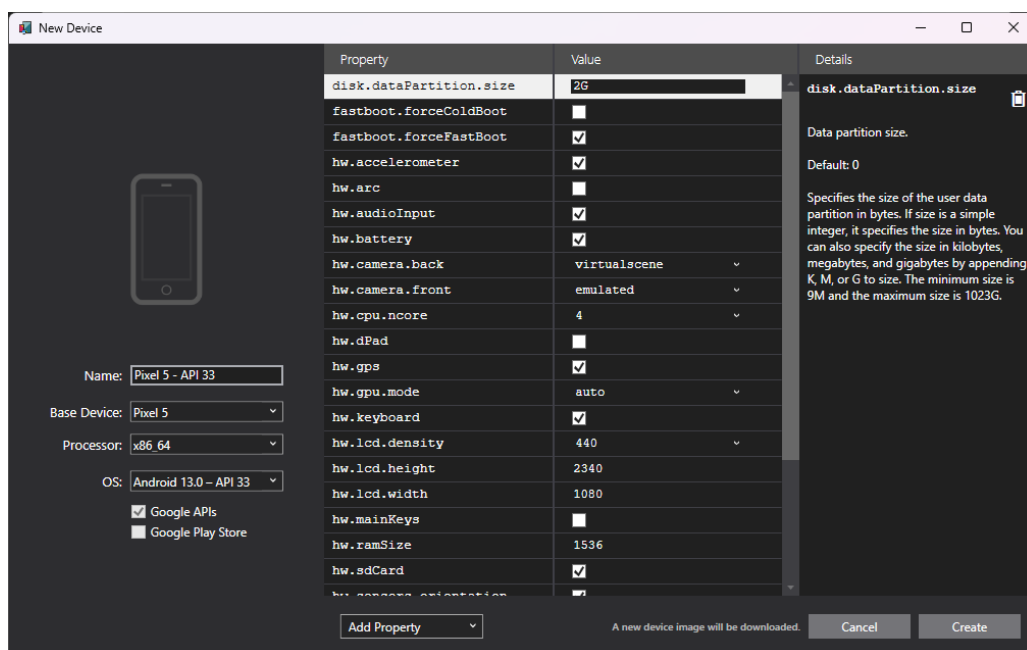 New Device
Property Value Details
disk.dataPartition.size 2G
fastboot.forceColdBoot
fastboot.forceFastBoot
hw.accelerometer
hw.arc
hw.audioInput
hw.battery
hw.camera.back virtualscene
hw.camera.front emulated
hw.cpu.ncore 4
hw.dPad
hw.gps
hw.gpu.mode auto
hw.keyboard
hw.lcd.density 440
hw.lcd.height 2340
hw.lcd.width 1080
hw.mainKeys
hw.ramSize 1536
hw.sdCard
hw.sensors.orientation
disk.dataPartition.size
Data partition size.
Default: 0
Specifies the size of the user data
partition in bytes. If size is a simple
integer, it specifies the size in bytes. You
can also specify the size in kilobytes,
megabytes, and gigabytes by appending
K, M, or G to size. The minimum size is
9M and the maximum size is 1023G.
Name: Pixel 5 - API 33
Base Device: Pixel 5
Processor: x86_64
OS: Android 13.0 – API 33
Google APIs
Google Play Store
Add Property
A new device image will be downloaded.
Cancel
Create